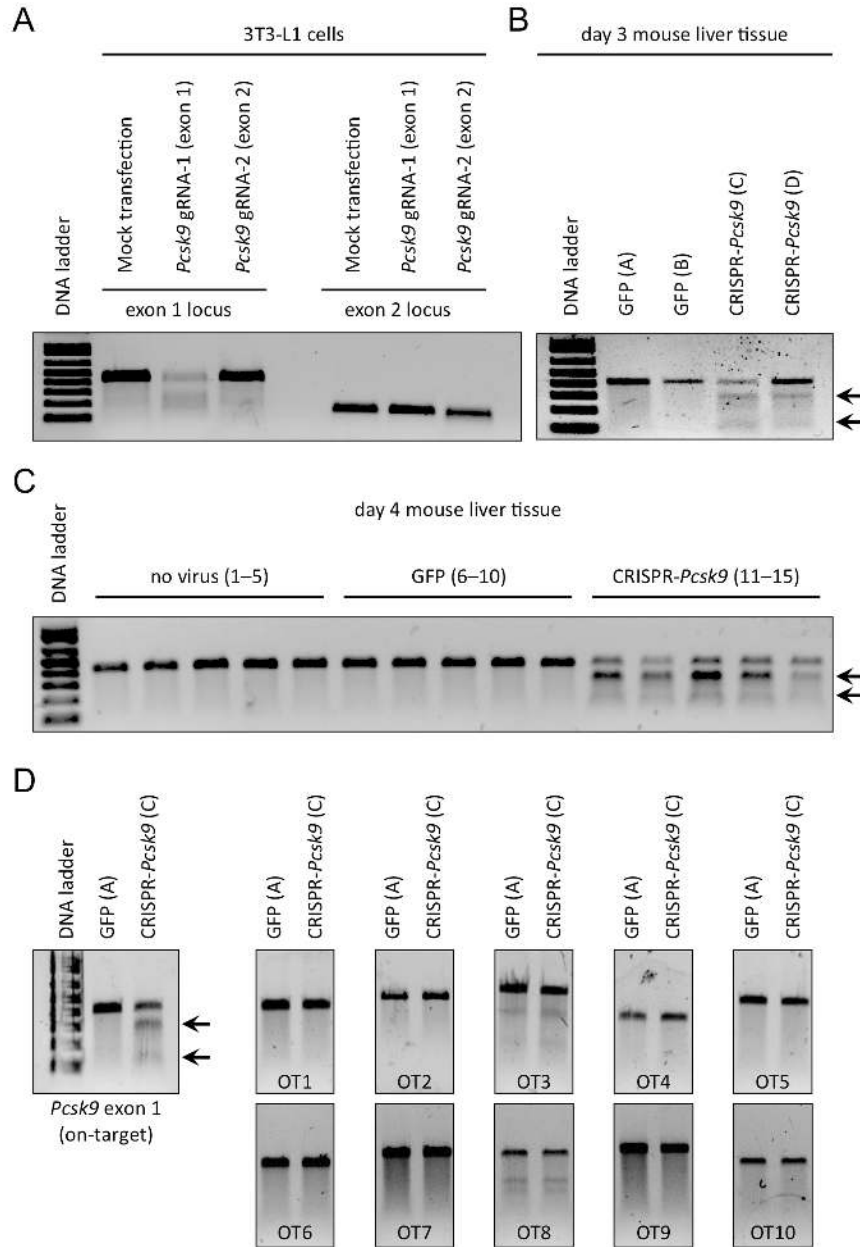 A
3T3-L1 cells
DNA ladder
Mock transfection
Pcsk9 gRNA-1 (exon 1)
Pcsk9 gRNA-2 (exon 2)
Mock transfection
Pcsk9 gRNA-1 (exon 1)
Pcsk9 gRNA-2 (exon 2)
exon 1 locus
exon 2 locus
B
day 3 mouse liver tissue
DNA ladder
GFP (A)
GFP (B)
CRISPR-Pcsk9 (C)
CRISPR-Pcsk9 (D)
C
day 4 mouse liver tissue
DNA ladder
no virus (1–5)
GFP (6–10)
CRISPR-Pcsk9 (11–15)
D
DNA ladder
GFP (A)
CRISPR-Pcsk9 (C)
GFP (A)
CRISPR-Pcsk9 (C)
GFP (A)
CRISPR-Pcsk9 (C)
GFP (A)
CRISPR-Pcsk9 (C)
GFP (A)
CRISPR-Pcsk9 (C)
GFP (A)
CRISPR-Pcsk9 (C)
Pcsk9 exon 1
(on-target)
OT1
OT2
OT3
OT4
OT5
OT6
OT7
OT8
OT9
OT10